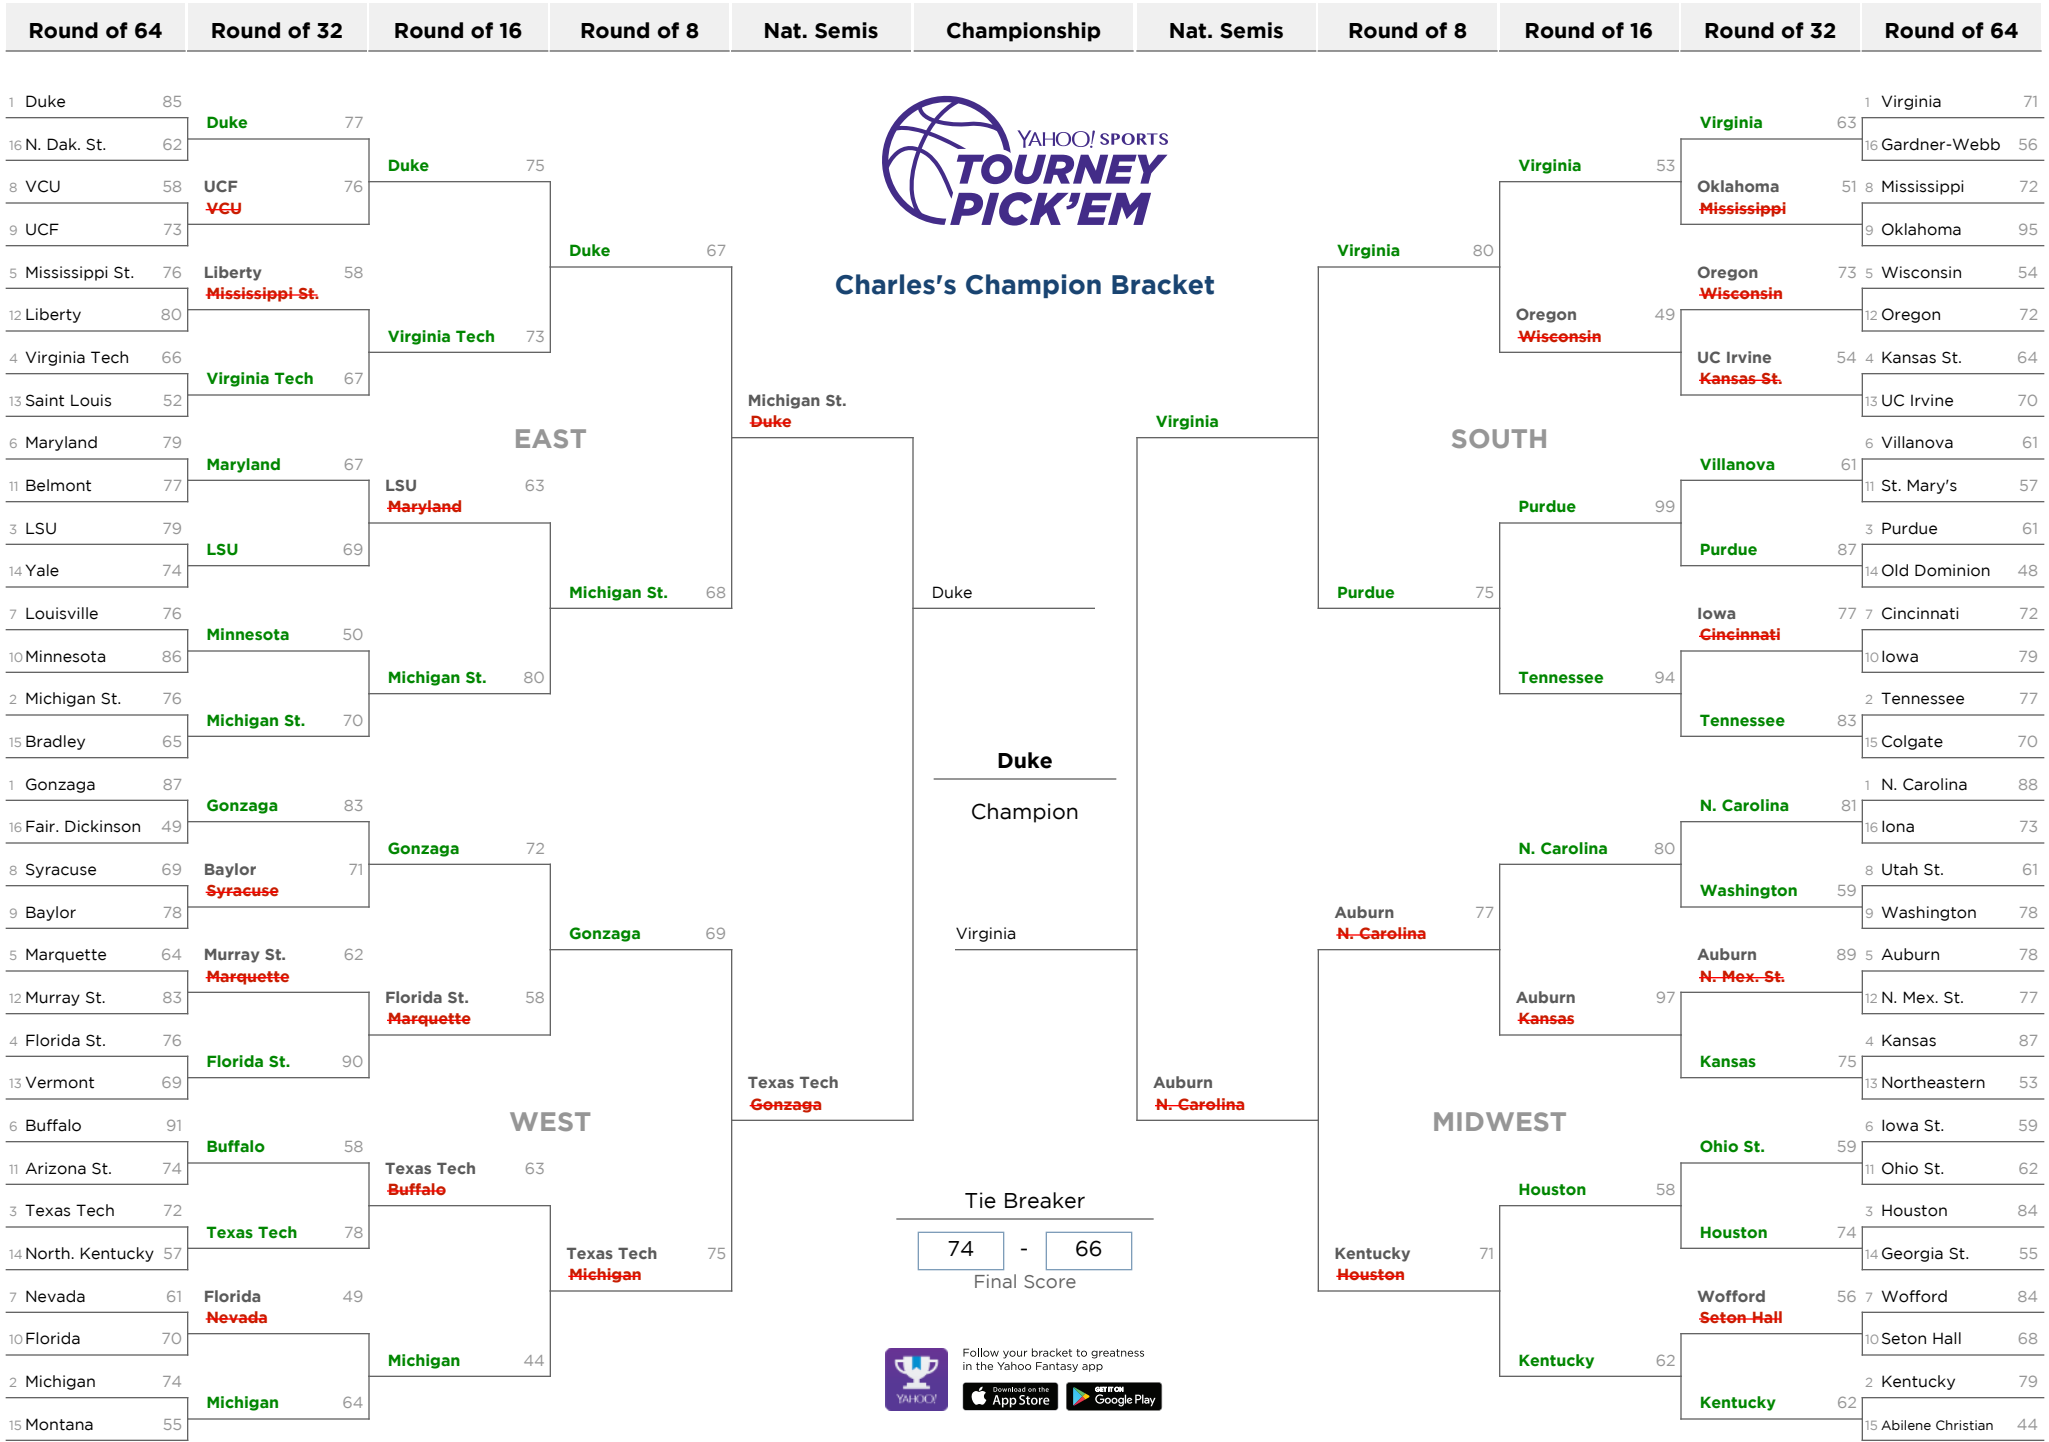 Round of 64 Round of 32 Round of 16 Round of 8 Nat. Semis Championship Nat. Semis Round of 8 Round of 16 Round of 32 Round of 64
1 Duke 85
16 N. Dak. St. 62
8 VCU 58
9 UCF 73
5 Mississippi St. 76
12 Liberty 80
4 Virginia Tech 66
13 Saint Louis 52
6 Maryland 79
11 Belmont 77
3 LSU 79
14 Yale 74
7 Louisville 76
10 Minnesota 86
2 Michigan St. 76
15 Bradley 65
1 Gonzaga 87
16 Fair. Dickinson 49
8 Syracuse 69
9 Baylor 78
5 Marquette 64
12 Murray St. 83
4 Florida St. 76
13 Vermont 69
6 Buffalo 91
11 Arizona St. 74
3 Texas Tech 72
14 North. Kentucky 57
7 Nevada 61
10 Florida 70
2 Michigan 74
15 Montana 55
Duke 77
UCF 76
VCU
Liberty 58
Mississippi St.
Virginia Tech 67
Maryland 67
LSU 69
Minnesota 50
Michigan St. 70
Gonzaga 83
Baylor 71
Syracuse
Murray St. 62
Marquette
Florida St. 90
Buffalo 58
Texas Tech 78
Florida 49
Nevada
Michigan 64
Duke 75
Virginia Tech 73
LSU 63
Maryland
Michigan St. 80
Gonzaga 72
Florida St. 58
Marquette
Texas Tech 63
Buffalo
Michigan 44
EAST
WEST
Duke 67
Michigan St. 68
Gonzaga 69
Texas Tech 75
Michigan
Michigan St.
Duke
Texas Tech
Gonzaga
YAHOO! SPORTS
TOURNEY
PICK'EM
Charles's Champion Bracket
Duke
Duke
Champion
Virginia
Tie Breaker
74 - 66
Final Score
YAHOO!
Follow your bracket to greatness
in the Yahoo Fantasy app
Download on the
App Store
GET IT ON
Google Play
Virginia
Auburn
N. Carolina
Virginia 80
Purdue 75
Auburn 77
N. Carolina
Kentucky 71
Houston
SOUTH
MIDWEST
Virginia 53
Oregon 49
Wisconsin
Purdue 99
Tennessee 94
N. Carolina 80
Auburn 97
Kansas
Houston 58
Kentucky 62
Virginia 63
Oklahoma 51
Mississippi
Oregon 73
Wisconsin
UC Irvine 54
Kansas St.
Villanova 61
Purdue 87
Iowa 77
Cincinnati
Tennessee 83
N. Carolina 81
Washington 59
Auburn 89
N. Mex. St.
Kansas 75
Ohio St. 59
Houston 74
Wofford 56
Seton Hall
Kentucky 62
1 Virginia 71
16 Gardner-Webb 56
8 Mississippi 72
9 Oklahoma 95
5 Wisconsin 54
12 Oregon 72
4 Kansas St. 64
13 UC Irvine 70
6 Villanova 61
11 St. Mary's 57
3 Purdue 61
14 Old Dominion 48
7 Cincinnati 72
10 Iowa 79
2 Tennessee 77
15 Colgate 70
1 N. Carolina 88
16 Iona 73
8 Utah St. 61
9 Washington 78
5 Auburn 78
12 N. Mex. St. 77
4 Kansas 87
13 Northeastern 53
6 Iowa St. 59
11 Ohio St. 62
3 Houston 84
14 Georgia St. 55
7 Wofford 84
10 Seton Hall 68
2 Kentucky 79
15 Abilene Christian 44